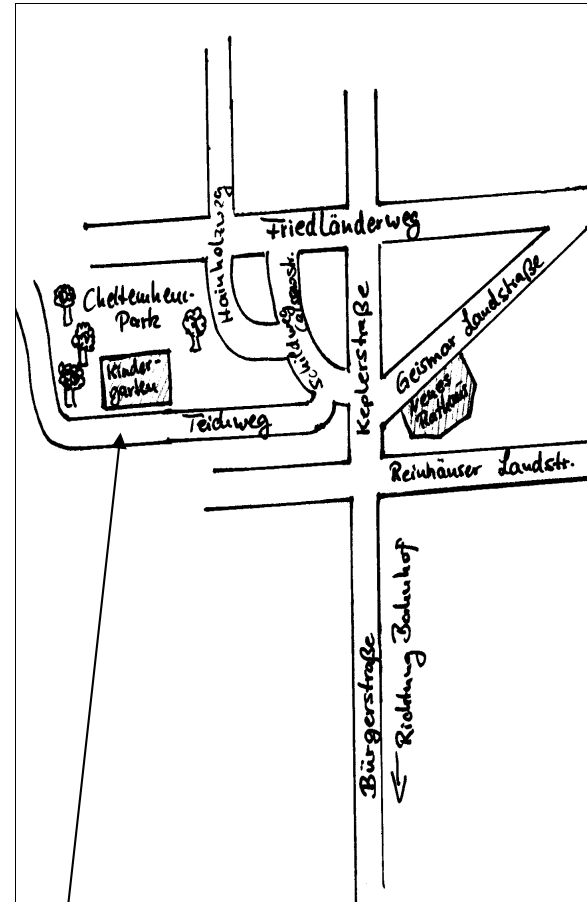 Hainholzweg
Friedländerweg
Cheltenham-
Park
Kinder-
garten
Schildweg
Keplerstraße
Geismar Landstraße
Neues
Rathaus
Teichweg
Reinhäuser Landstr.
Bürgerstraße
Richtung Bahnhof